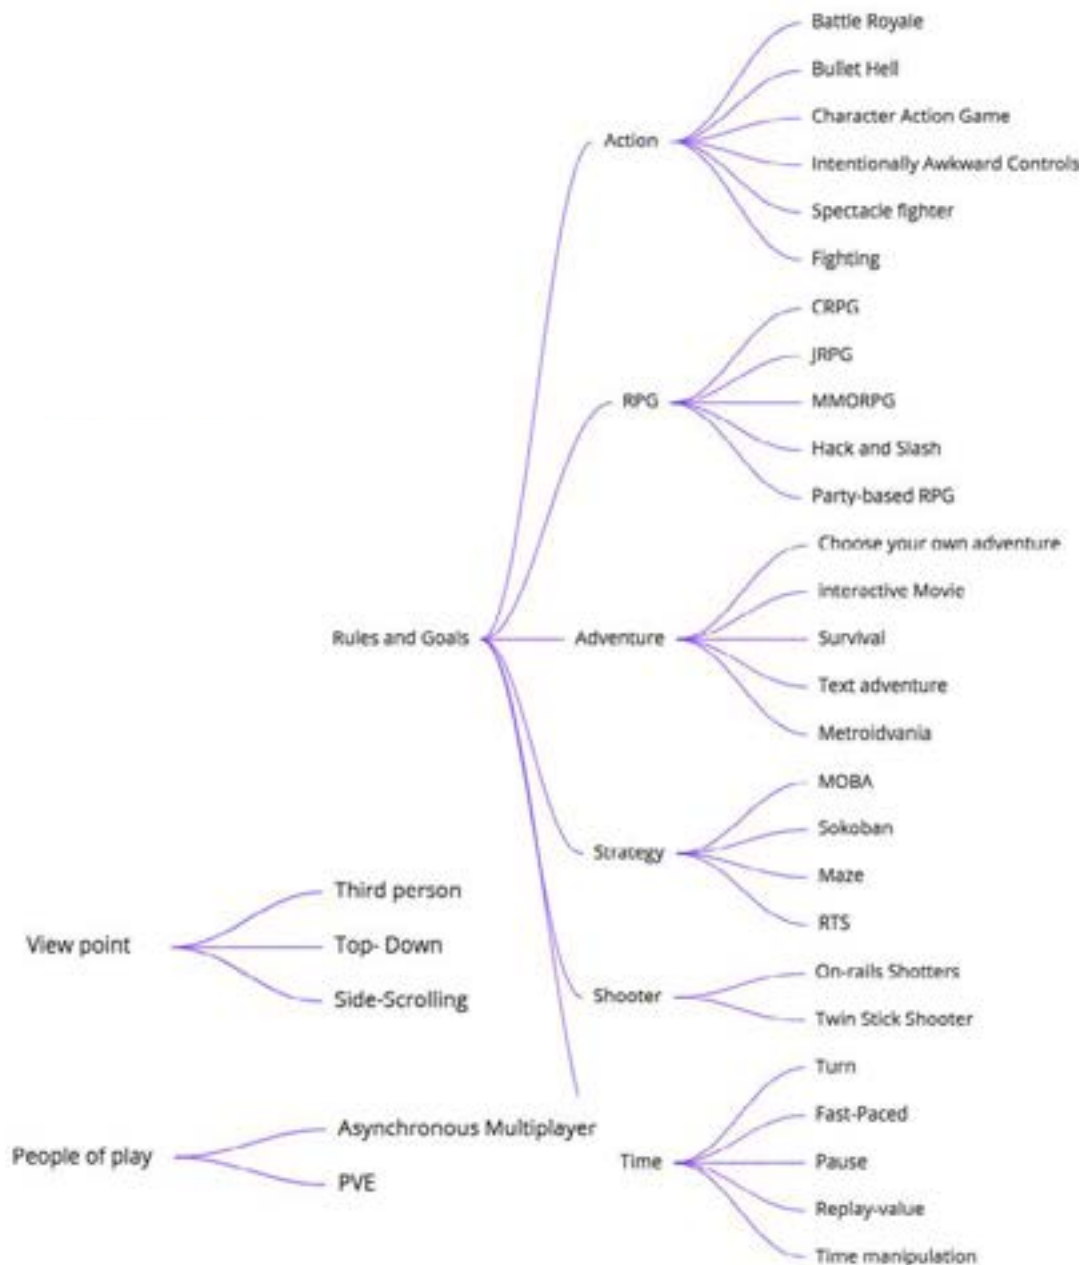 Battle Royale
Bullet Hell
Character Action Game
Action
Intentionally Awkward Controls
Spectacle fighter
Fighting
CRPG
JRPG
RPG
MMORPG
Hack and Slash
Party-based RPG
Choose your own adventure
Interactive Movie
Rules and Goals
Adventure
Survival
Text adventure
Metroidvania
MOBA
Sokoban
Strategy
Maze
RTS
Third person
View point
Top- Down
Side-Scrolling
On-rails Shotters
Shooter
Twin Stick Shooter
Turn
Fast-Paced
Asynchronous Multiplayer
People of play
PVE
Time
Pause
Replay-value
Time manipulation